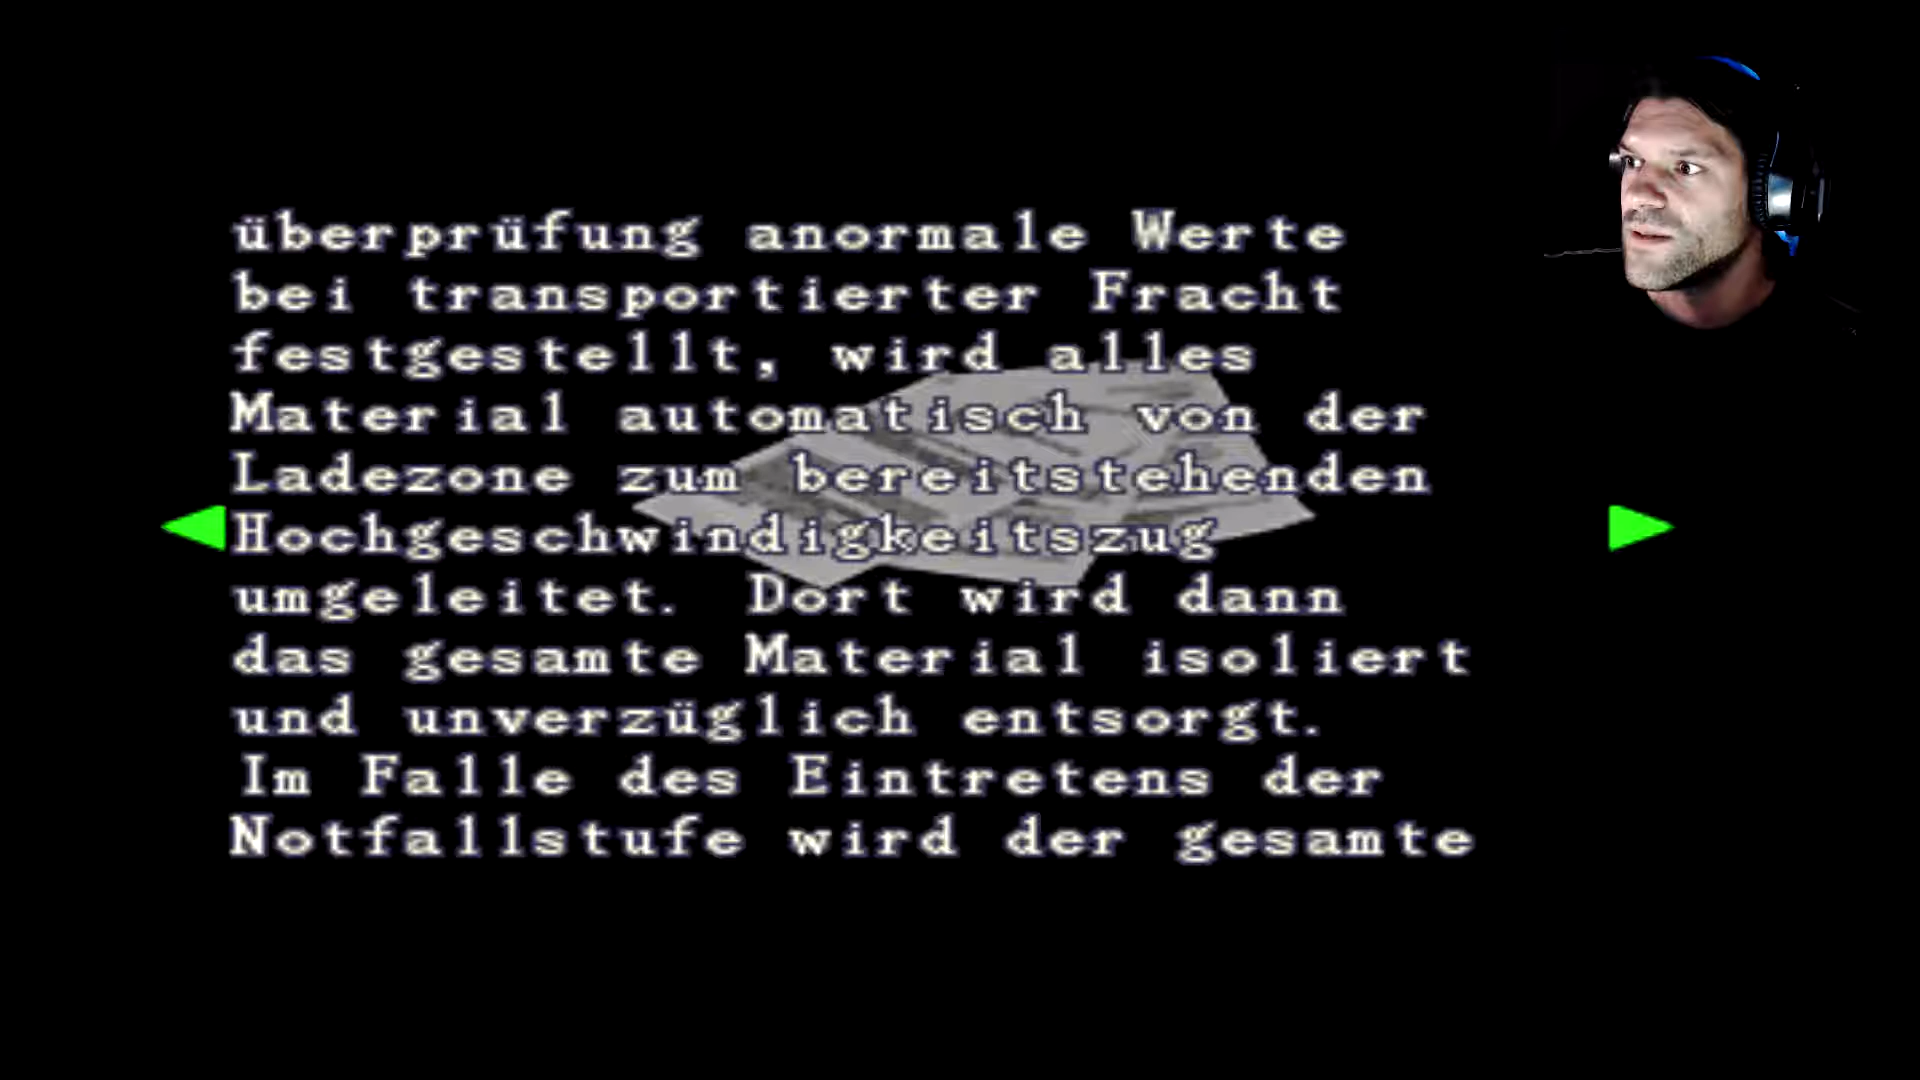 überprüfung anormale Werte
bei transportierter Fracht
festgestellt, wird alles
Material automatisch von der
Ladezone zum bereitstehenden
Hochgeschwindigkeitszug
umgeleitet. Dort wird dann
das gesamte Material isoliert
und unverzüglich entsorgt.
Im Falle des Eintretens der
Notfallstufe wird der gesamte